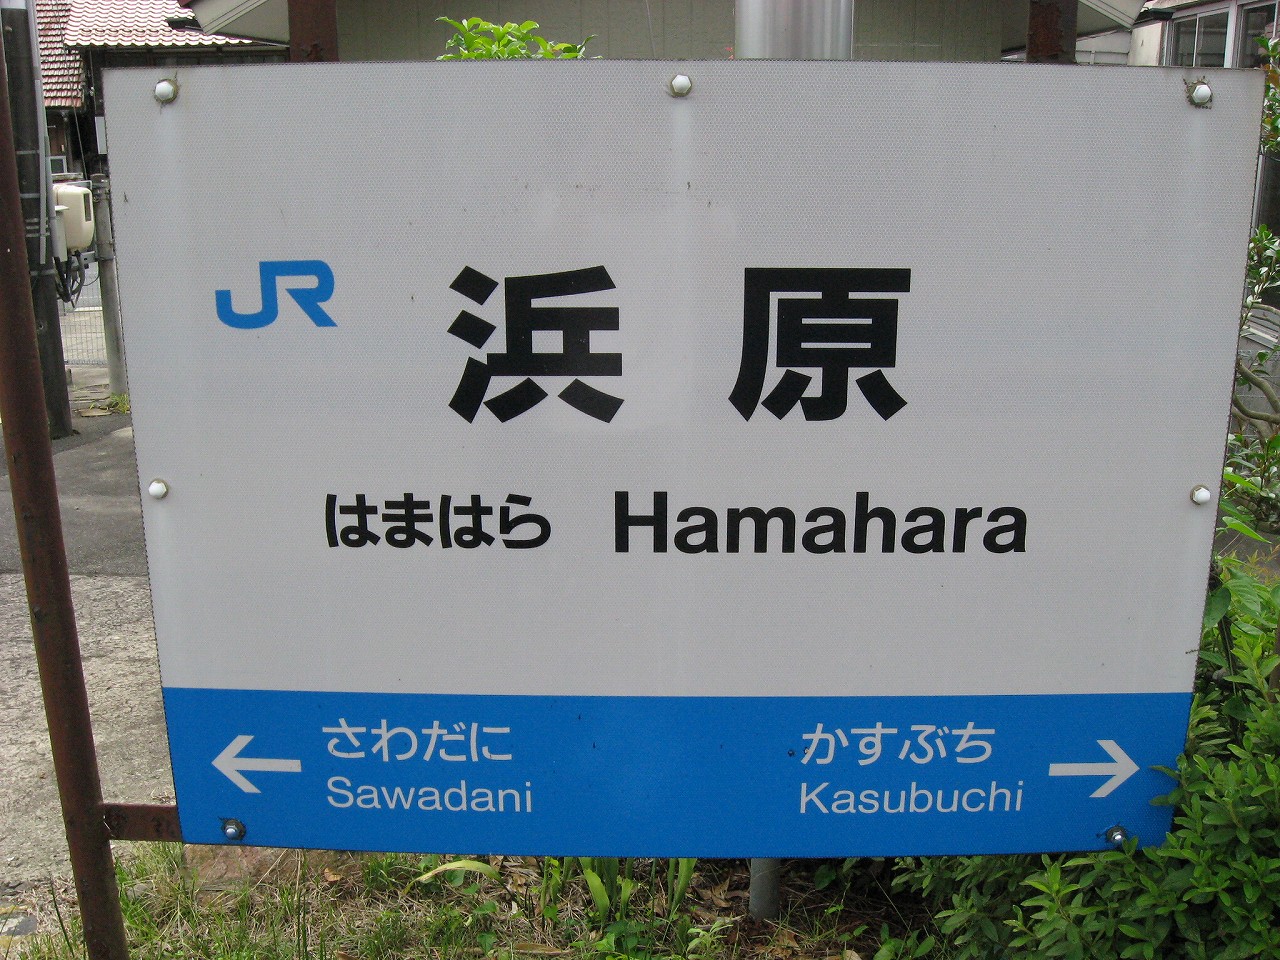 JR 浜原
はまはら Hamahara
← さわだに かすぶち →
Sawadani Kasubuchi